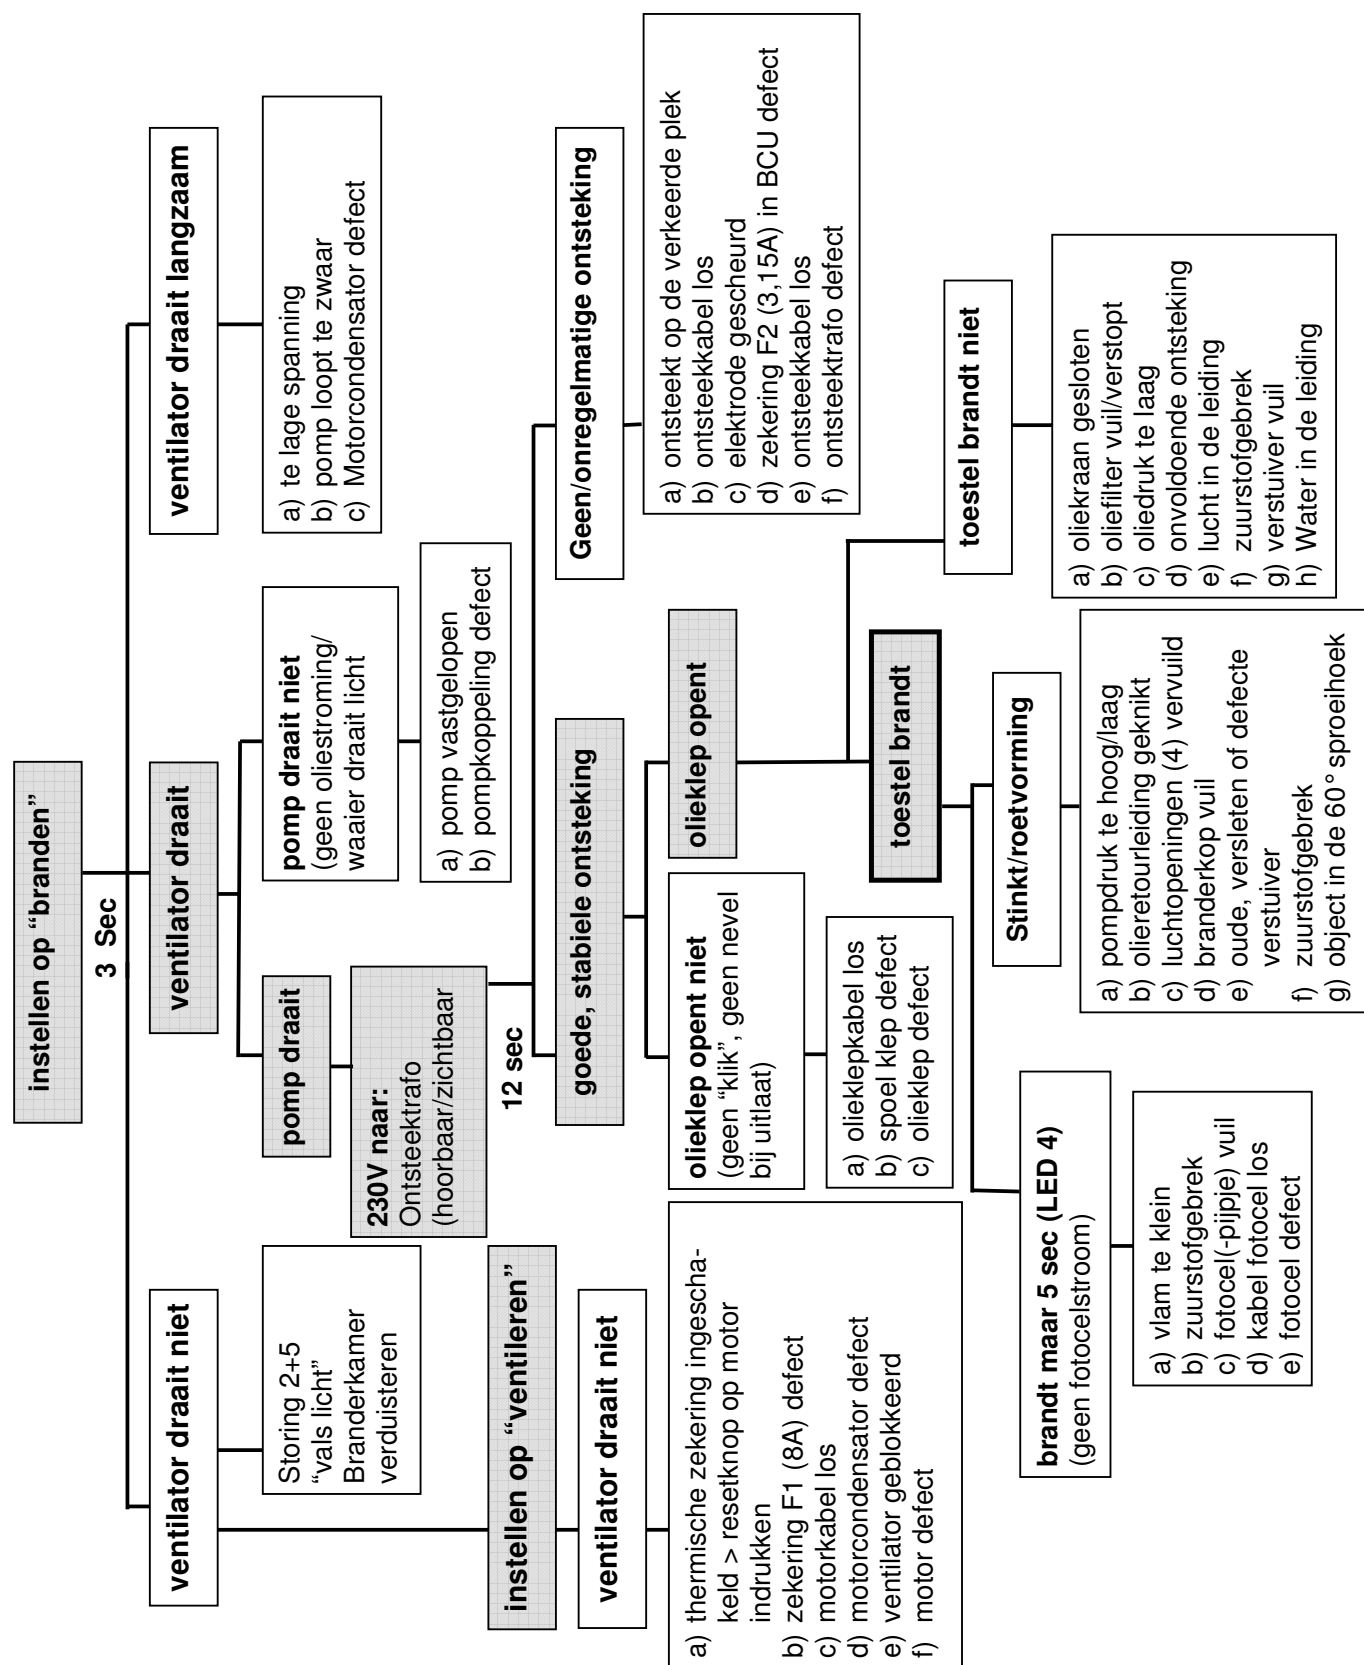 instellen op “branden”
3 Sec
ventilator draait niet
ventilator draait
ventilator draait langzaam
Storing 2+5
“vals licht”
Branderkamer
verduisteren
pomp draait
pomp draait niet
(geen oliestroming/
waaier draait licht
a) te lage spanning
b) pomp loopt te zwaar
c) Motorcondensator defect
230V naar:
Ontsteektrafo
(hoorbaar/zichtbaar
a) pomp vastgelopen
b) pompkoppeling defect
12 sec
instellen op “ventileren”
goede, stabiele ontsteking
Geen/onregelmatige ontsteking
ventilator draait niet
a) ontsteekt op de verkeerde plek
b) ontsteekkabel los
c) elektrode gescheurd
d) zekering F2 (3,15A) in BCU defect
e) ontsteekkabel los
f) ontsteektrafo defect
a) thermische zekering ingescha-
keld > resetknop op motor
indrukken
b) zekering F1 (8A) defect
c) motorkabel los
d) motorcondensator defect
e) ventilator geblokkeerd
f) motor defect
olieklep opent niet
(geen “klik”, geen nevel
bij uitlaat)
olieklep opent
a) olieklepkabel los
b) spoel klep defect
c) olieklep defect
toestel brandt
toestel brandt niet
brandt maar 5 sec (LED 4)
(geen fotocelstroom)
Stinkt/roetvorming
a) oliekraan gesloten
b) oliefilter vuil/verstopt
c) oliedruk te laag
d) onvoldoende ontsteking
e) lucht in de leiding
f) zuurstofgebrek
g) verstuiver vuil
h) Water in de leiding
a) vlam te klein
b) zuurstofgebrek
c) fotocel(-pijpje) vuil
d) kabel fotocel los
e) fotocel defect
a) pompdruk te hoog/laag
b) olieretourleiding geknikt
c) luchtopeningen (4) vervuild
d) branderkop vuil
e) oude, versleten of defecte
verstuiver
f) zuurstofgebrek
g) object in de 60° sproeihoek